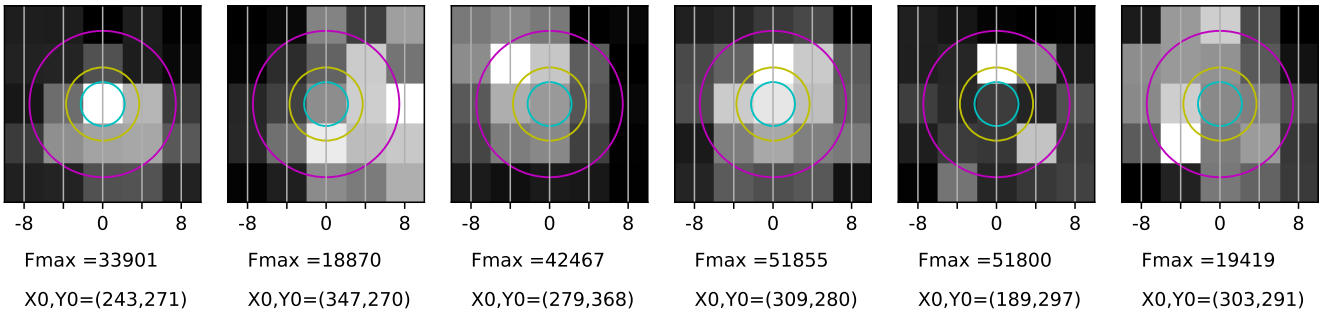 -8 0 8 -8 0 8 -8 0 8 -8 0 8 -8 0 8 -8 0 8
Fmax =33901 Fmax =18870 Fmax =42467 Fmax =51855 Fmax =51800 Fmax =19419
X0,Y0=(243,271) X0,Y0=(347,270) X0,Y0=(279,368) X0,Y0=(309,280) X0,Y0=(189,297) X0,Y0=(303,291)